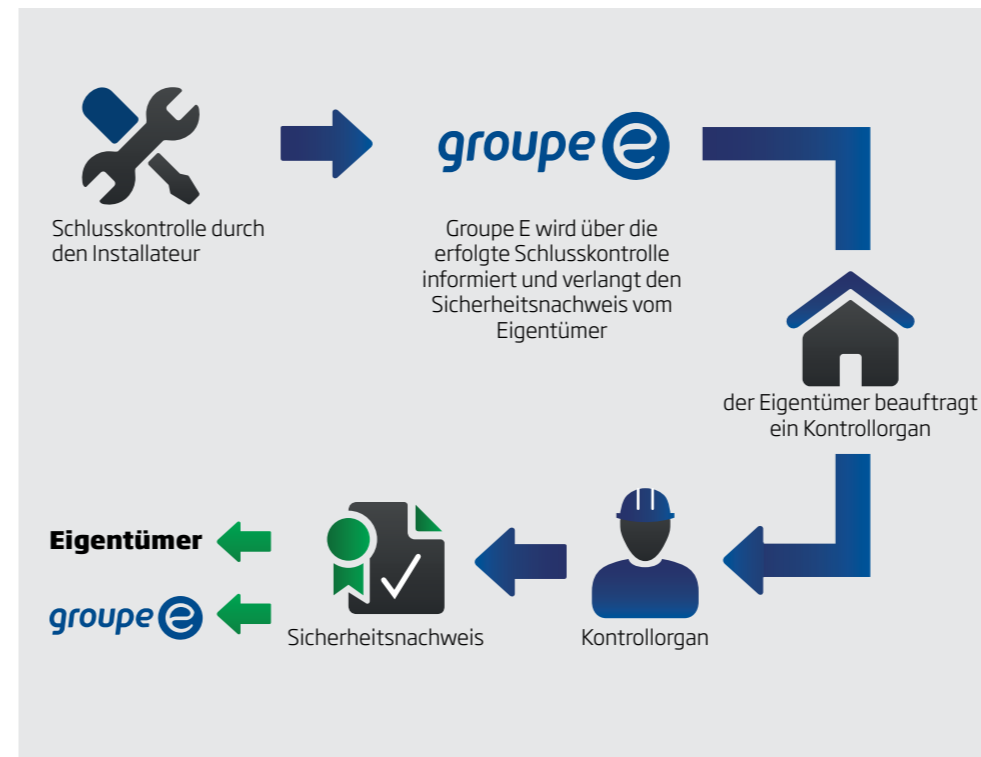 groupe e
Schlusskontrolle durch
den Installateur
Groupe E wird über die
erfolgte Schlusskontrolle
informiert und verlangt den
Sicherheitsnachweis vom
Eigentümer
der Eigentümer beauftragt
ein Kontrollorgan
Eigentümer
groupe e
Sicherheitsnachweis
Kontrollorgan